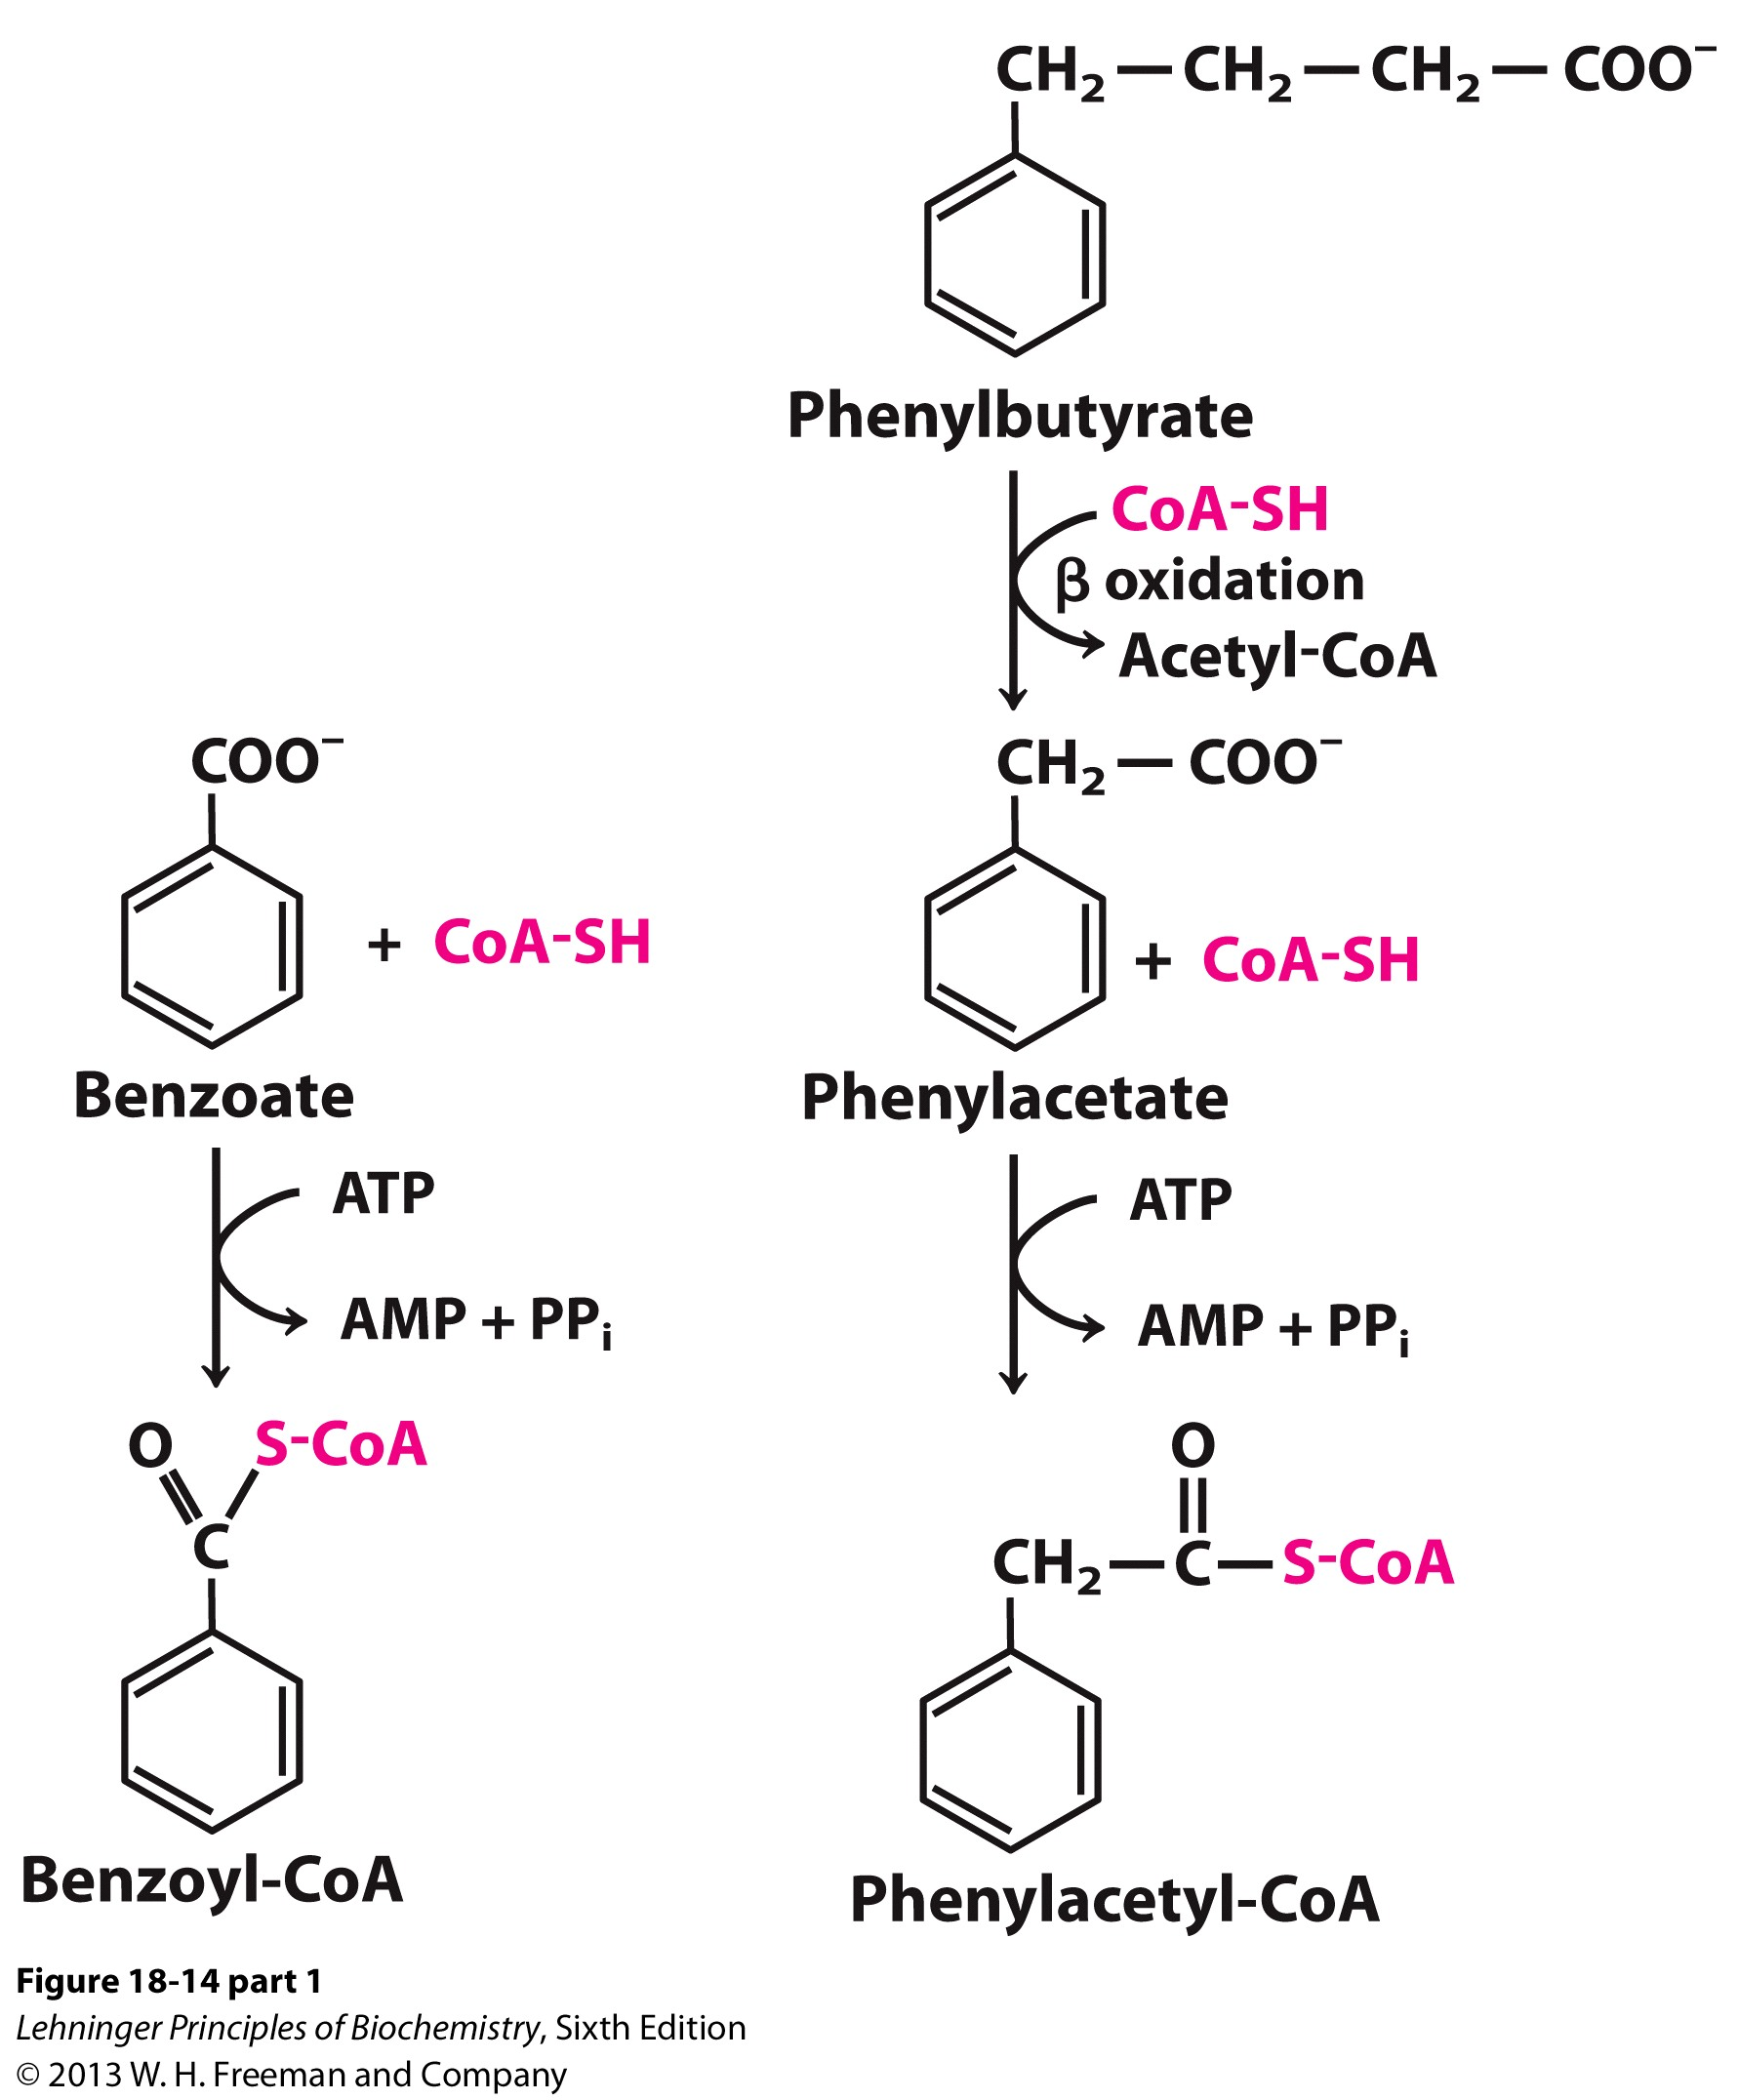 CH₂—CH₂—CH₂—COO⁻
Phenylbutyrate
CoA-SH
β oxidation
Acetyl-CoA
COO⁻
+ CoA-SH
Benzoate
CH₂—COO⁻
+ CoA-SH
Phenylacetate
ATP
AMP + PPᵢ
ATP
AMP + PPᵢ
O
S-CoA
C
Benzoyl-CoA
O
CH₂—C—S-CoA
Phenylacetyl-CoA
Figure 18-14 part 1
Lehninger Principles of Biochemistry, Sixth Edition
© 2013 W. H. Freeman and Company